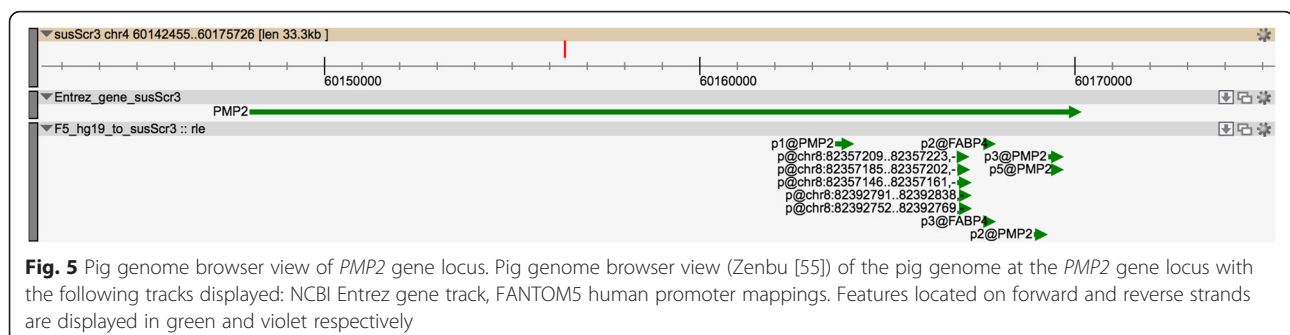 susScr3 chr4 60142455..60175726 [len 33.3kb ]
60150000 60160000 60170000
Entrez_gene_susScr3
PMP2
F5_hg19_to_susScr3 :: rle
p1@PMP2 p2@FABP4
p@chr8:82357209..82357223,- p3@PMP2
p@chr8:82357185..82357202,- p5@PMP2
p@chr8:82357146..82357161,-
p@chr8:82392791..82392838,
p@chr8:82392752..82392769,
p3@FABP4
p2@PMP2
Fig. 5 Pig genome browser view of PMP2 gene locus. Pig genome browser view (Zenbu [55]) of the pig genome at the PMP2 gene locus with
the following tracks displayed: NCBI Entrez gene track, FANTOM5 human promoter mappings. Features located on forward and reverse strands
are displayed in green and violet respectively